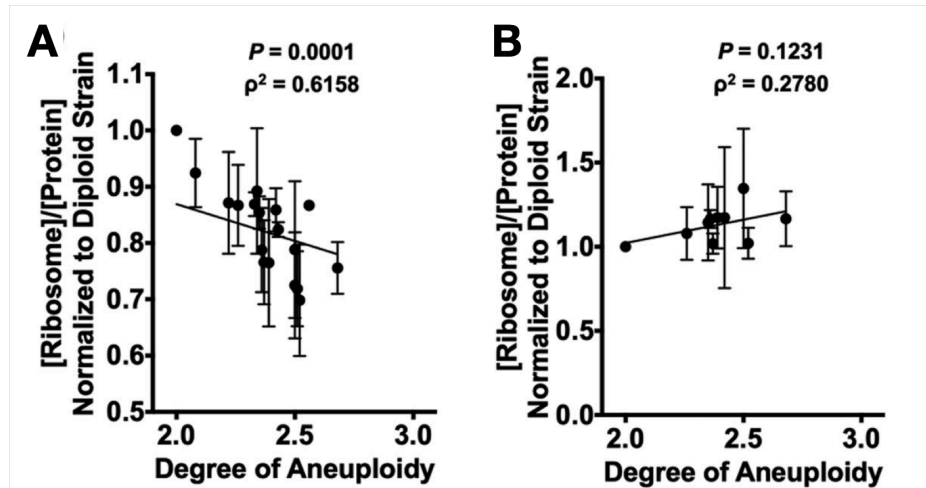 A
P = 0.0001
ρ² = 0.6158
[Ribosome]/[Protein]
Normalized to Diploid Strain
1.1
1.0
0.9
0.8
0.7
0.6
0.5
2.0 2.5 3.0
Degree of Aneuploidy
B
P = 0.1231
ρ² = 0.2780
[Ribosome]/[Protein]
Normalized to Diploid Strain
2.0
1.5
1.0
0.5
0.0
2.0 2.5 3.0
Degree of Aneuploidy